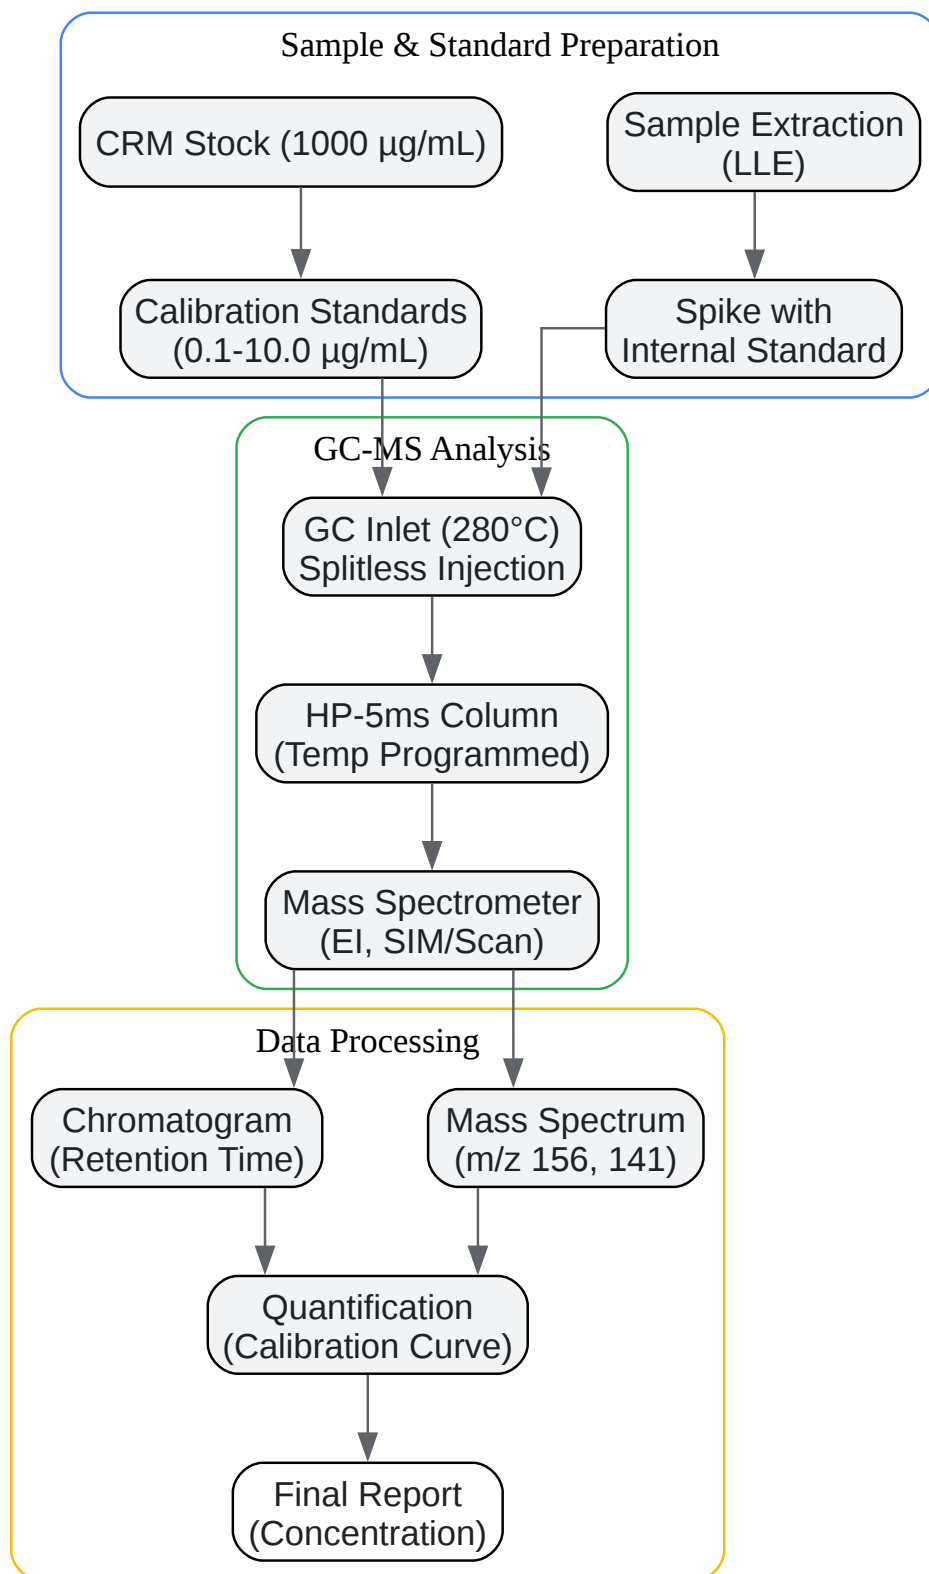 Sample & Standard Preparation
CRM Stock (1000 µg/mL)
Sample Extraction
(LLE)
Calibration Standards
(0.1-10.0 µg/mL)
Spike with
Internal Standard
GC-MS Analysis
GC Inlet (280°C)
Splitless Injection
HP-5ms Column
(Temp Programmed)
Mass Spectrometer
(EI, SIM/Scan)
Data Processing
Chromatogram
(Retention Time)
Mass Spectrum
(m/z 156, 141)
Quantification
(Calibration Curve)
Final Report
(Concentration)